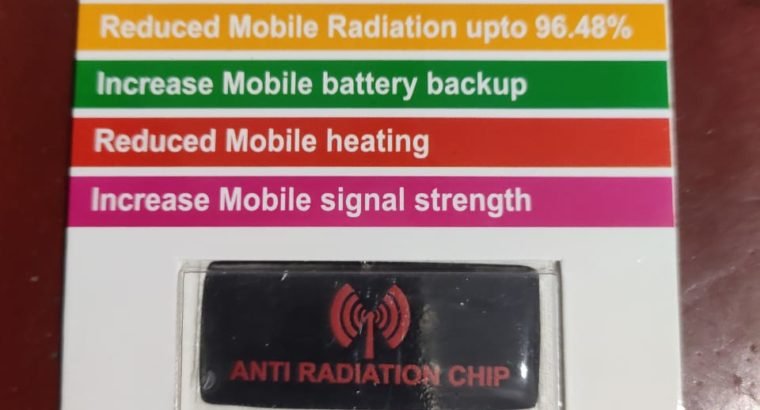 Reduced Mobile Radiation upto 96.48%
Increase Mobile battery backup
Reduced Mobile heating
Increase Mobile signal strength
ANTI RADIATION CHIP